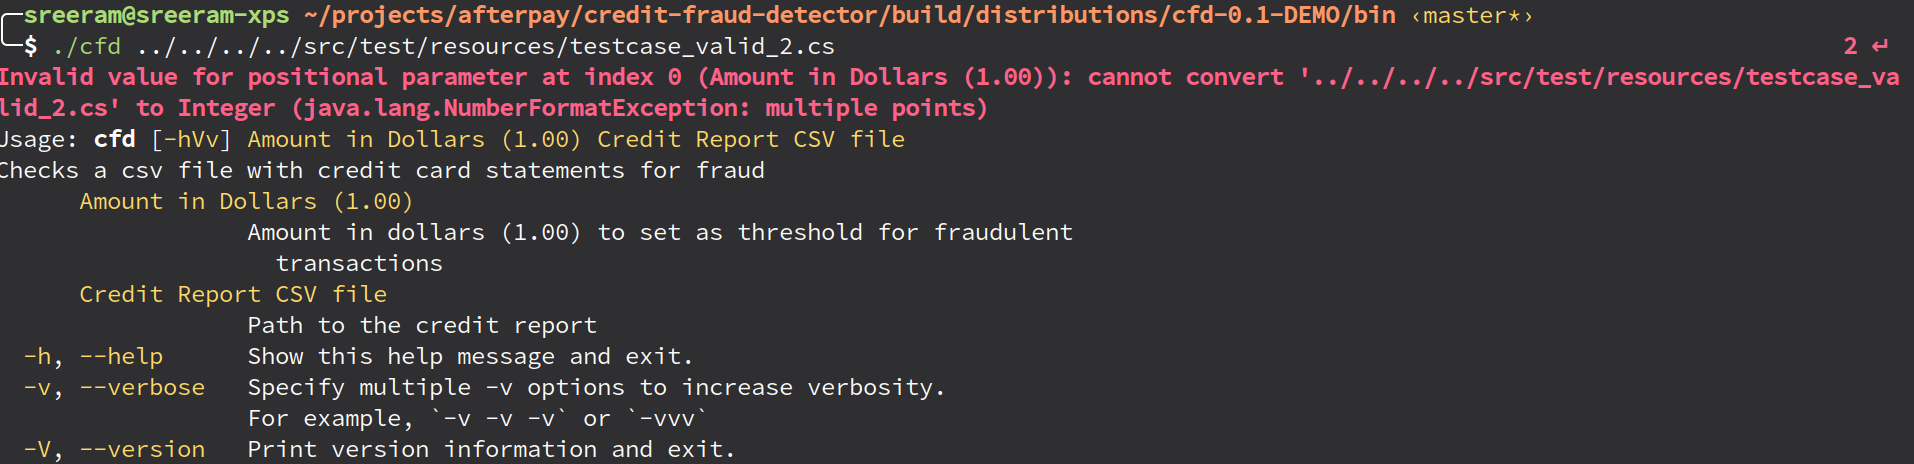 sreeram@sreeram-xps ~/projects/afterpay/credit-fraud-detector/build/distributions/cfd-0.1-DEMO/bin ‹master*›
$ ./cfd ../../../../src/test/resources/testcase_valid_2.cs 2 ↵
Invalid value for positional parameter at index 0 (Amount in Dollars (1.00)): cannot convert '../../../../src/test/resources/testcase_va
lid_2.cs' to Integer (java.lang.NumberFormatException: multiple points)
Usage: cfd [-hVv] Amount in Dollars (1.00) Credit Report CSV file
Checks a csv file with credit card statements for fraud
Amount in Dollars (1.00)
Amount in dollars (1.00) to set as threshold for fraudulent
transactions
Credit Report CSV file
Path to the credit report
-h, --help Show this help message and exit.
-v, --verbose Specify multiple -v options to increase verbosity.
For example, `-v -v -v` or `-vvv`
-V, --version Print version information and exit.